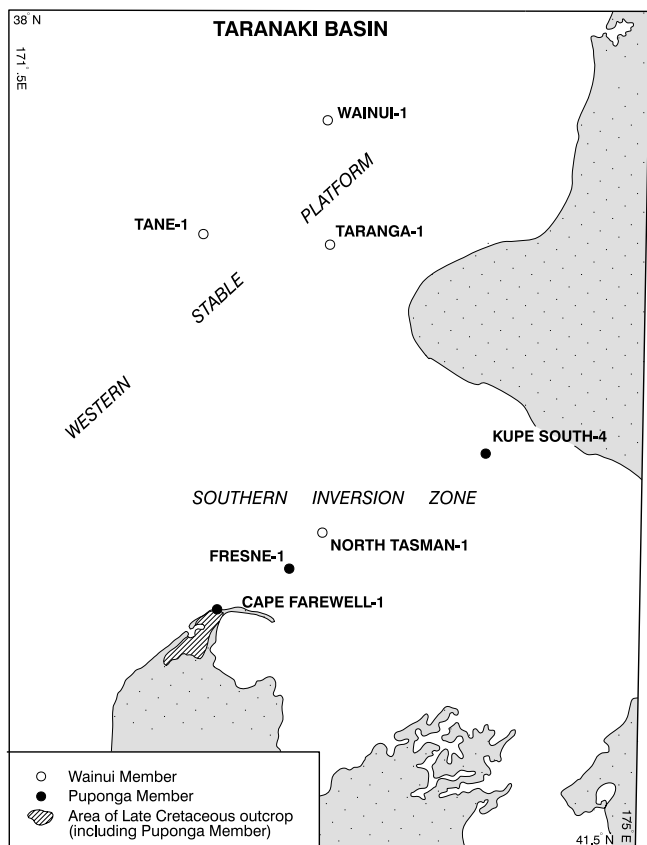 38° N
TARANAKI BASIN
171°.5E
WAINUI-1
PLATFORM
TANE-1
TARANGA-1
STABLE
WESTERN
KUPE SOUTH-4
SOUTHERN INVERSION ZONE
NORTH TASMAN-1
FRESNE-1
CAPE FAREWELL-1
Wainui Member
Puponga Member
Area of Late Cretaceous outcrop
(including Puponga Member)
175°E
41.5°N